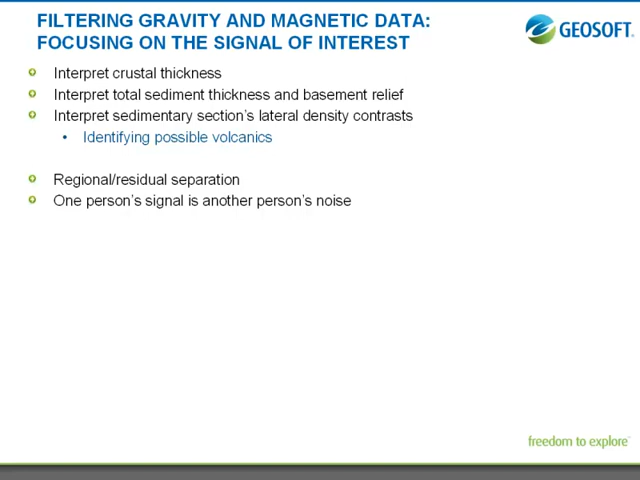 FILTERING GRAVITY AND MAGNETIC DATA:
FOCUSING ON THE SIGNAL OF INTEREST
GEOSOFT.
Interpret crustal thickness
Interpret total sediment thickness and basement relief
Interpret sedimentary section's lateral density contrasts
• Identifying possible volcanics
Regional/residual separation
One person's signal is another person's noise
freedom to explore